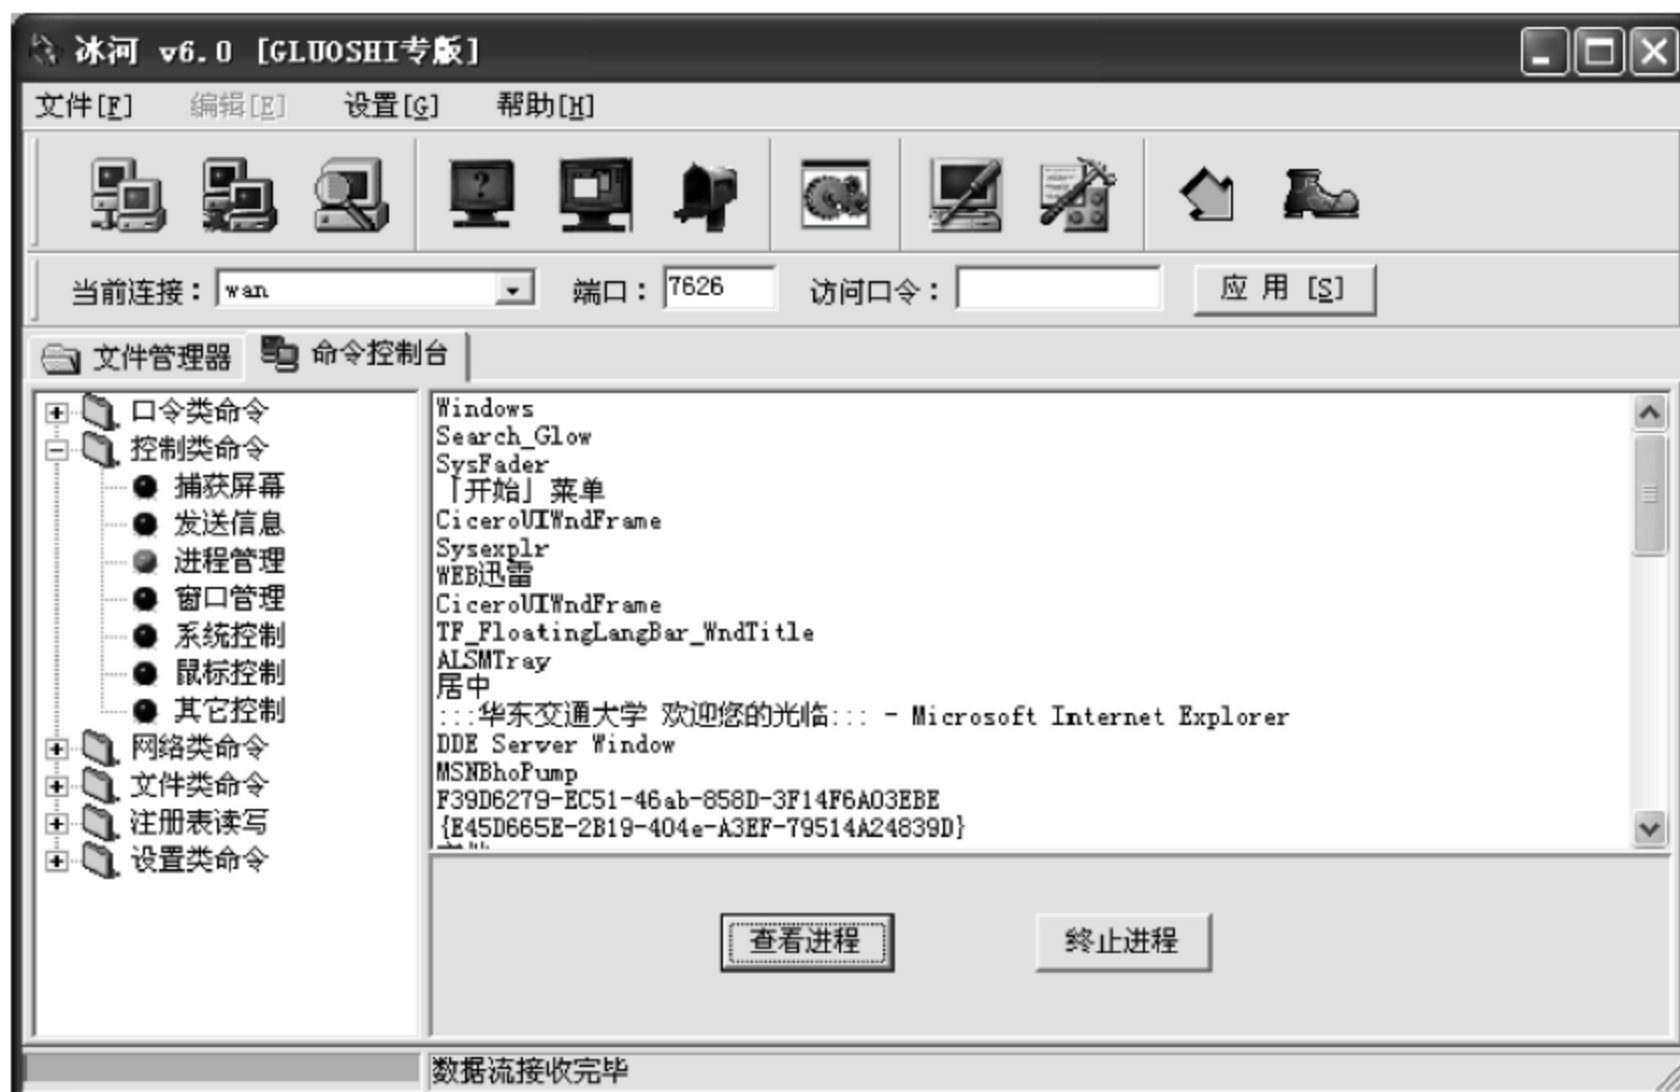 冰河 v6.0 [GLUOSHI专版]
文件[F] 编辑[E] 设置[G] 帮助[H]
当前连接： wan 端口： 7626 访问口令： 应 用 [S]
文件管理器 命令控制台
口令类命令
控制类命令
捕获屏幕
发送信息
进程管理
窗口管理
系统控制
鼠标控制
其它控制
网络类命令
文件类命令
注册表读写
设置类命令
Windows
Search_Glow
SysFader
「开始」菜单
CiceroUIWndFrame
Sysexplr
WEB迅雷
CiceroUIWndFrame
TF_FloatingLangBar_WndTitle
ALSMTray
居中
:::华东交通大学 欢迎您的光临::: - Microsoft Internet Explorer
DDE Server Window
MSNBhoPump
F39D6279-EC51-46ab-858D-3F14F6A03EBE
{E45D665E-2B19-404e-A3EF-79514A24839D}
查看进程 终止进程
数据流接收完毕